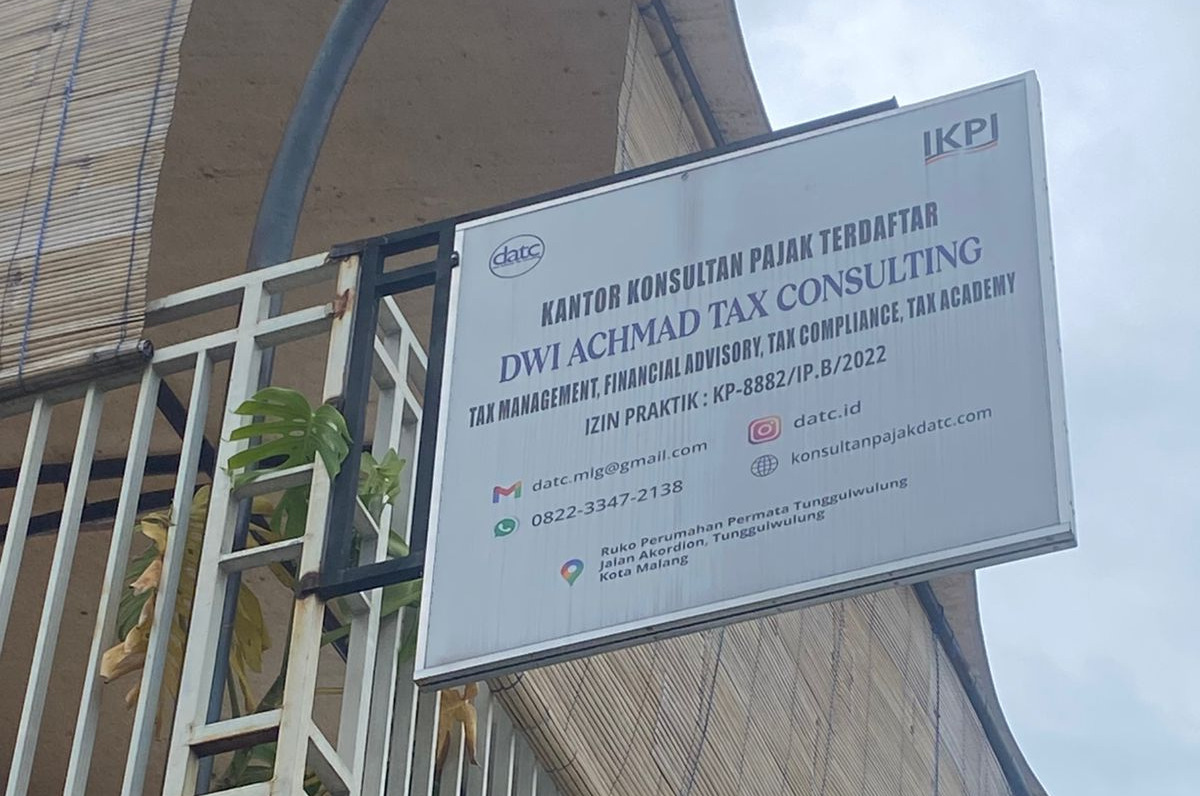 IKPI
datc
KANTOR KONSULTAN PAJAK TERDAFTAR
DWI ACHMAD TAX CONSULTING
TAX MANAGEMENT, FINANCIAL ADVISORY, TAX COMPLIANCE, TAX ACADEMY
IZIN PRAKTIK : KP-8882/IP.B/2022
datc.mlg@gmail.com
datc.id
0822-3347-2138
konsultanpajakdatc.com
Ruko Perumahan Permata Tunggulwulung
Jalan Akordion, Tunggulwulung
Kota Malang